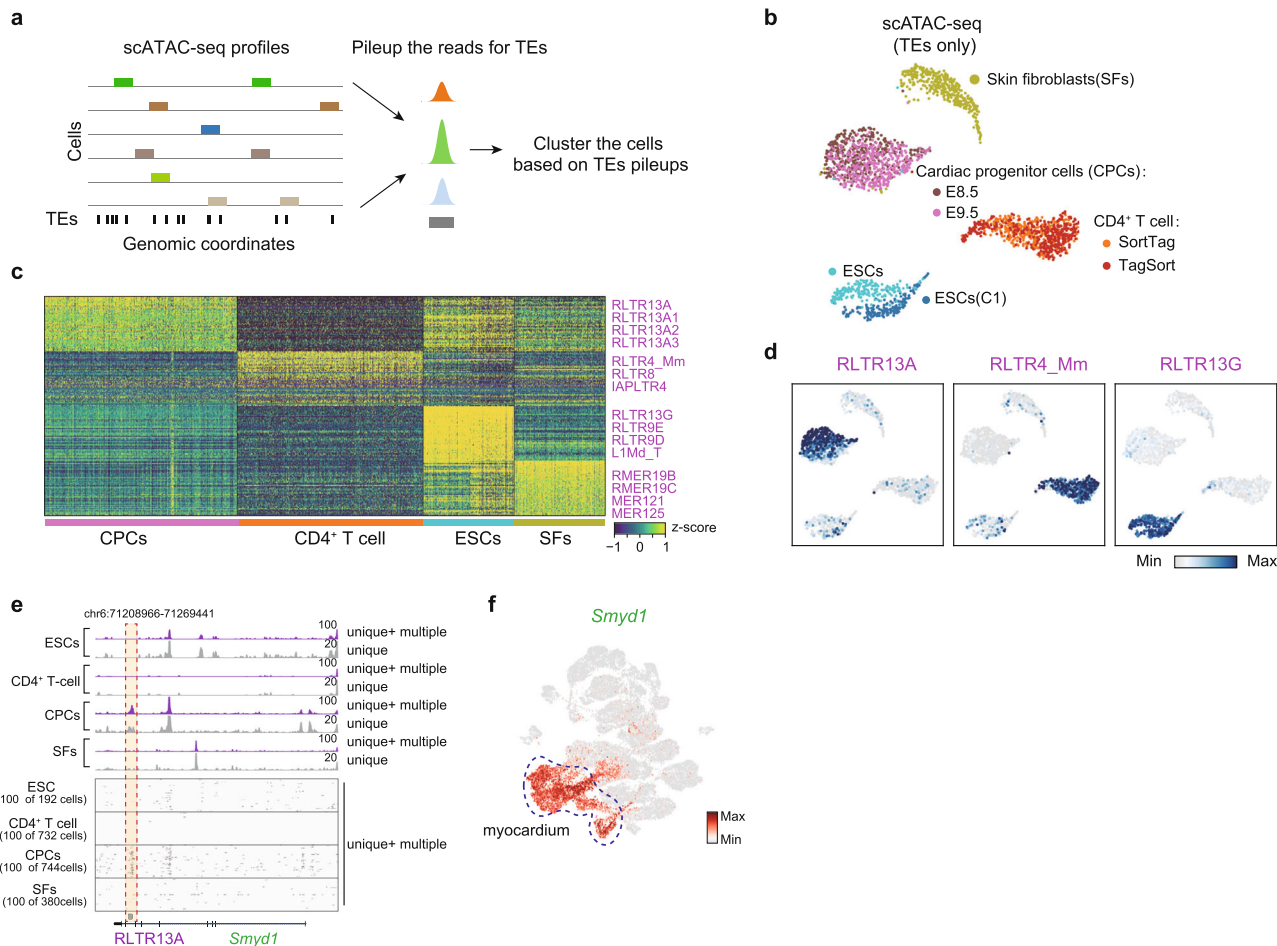 a
scATAC-seq profiles
Pileup the reads for TEs
Cells
TEs
Genomic coordinates
Cluster the cells
based on TEs pileups
b
scATAC-seq
(TEs only)
Skin fibroblasts(SFs)
Cardiac progenitor cells (CPCs):
E8.5
E9.5
CD4⁺ T cell:
SortTag
TagSort
ESCs
ESCs(C1)
c
RLTR13A
RLTR13A1
RLTR13A2
RLTR13A3
RLTR4_Mm
RLTR8
IAPLTR4
RLTR13G
RLTR9E
RLTR9D
L1Md_T
RMER19B
RMER19C
MER121
MER125
CPCs
CD4⁺ T cell
ESCs
SFs
z-score
−1 0 1
d
RLTR13A
RLTR4_Mm
RLTR13G
Min
Max
e
chr6:71208966-71269441
ESCs
100
unique+ multiple
20
unique
CD4⁺ T-cell
100
unique+ multiple
20
unique
CPCs
100
unique+ multiple
20
unique
SFs
100
unique+ multiple
20
unique
ESC
(100 of 192 cells)
CD4⁺ T cell
(100 of 732 cells)
CPCs
(100 of 744cells)
SFs
(100 of 380cells)
unique+ multiple
RLTR13A
Smyd1
f
Smyd1
myocardium
Max
Min